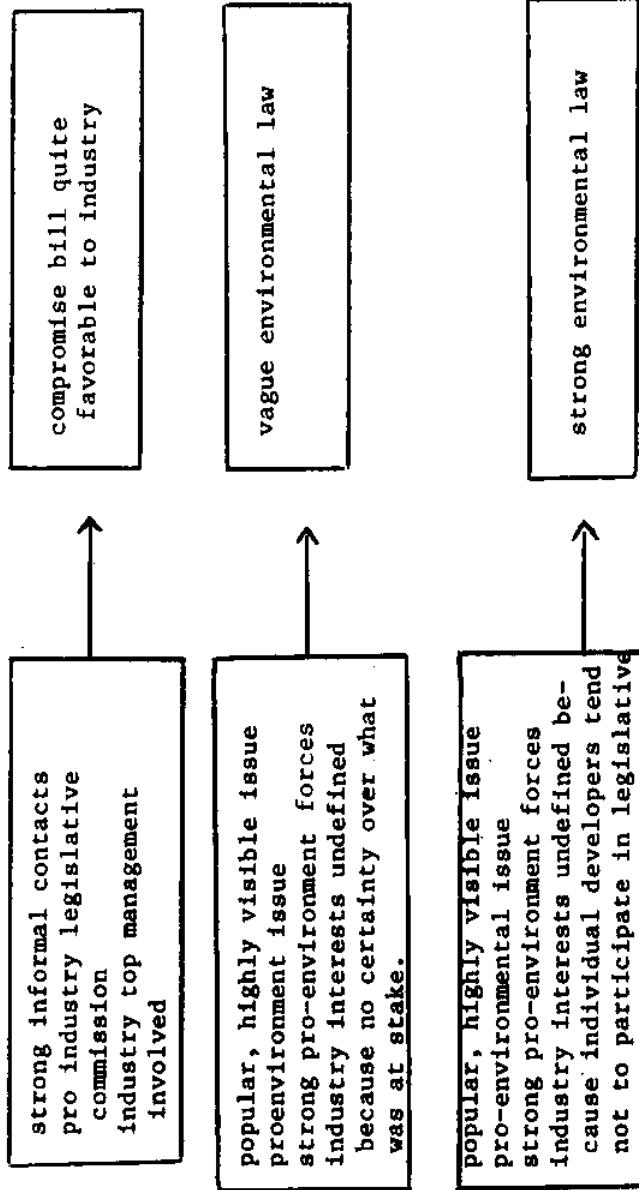 strong informal contacts
pro industry legislative
commission
industry top management
involved
compromise bill quite
favorable to industry
popular, highly visible issue
proenvironment issue
strong pro-environment forces
industry interests undefined
because no certainty over what
was at stake.
vague environmental law
popular, highly visible issue
pro-environmental issue
strong pro-environment forces
industry interests undefined be-
cause individual developers tend
not to participate in legislative
strong environmental law